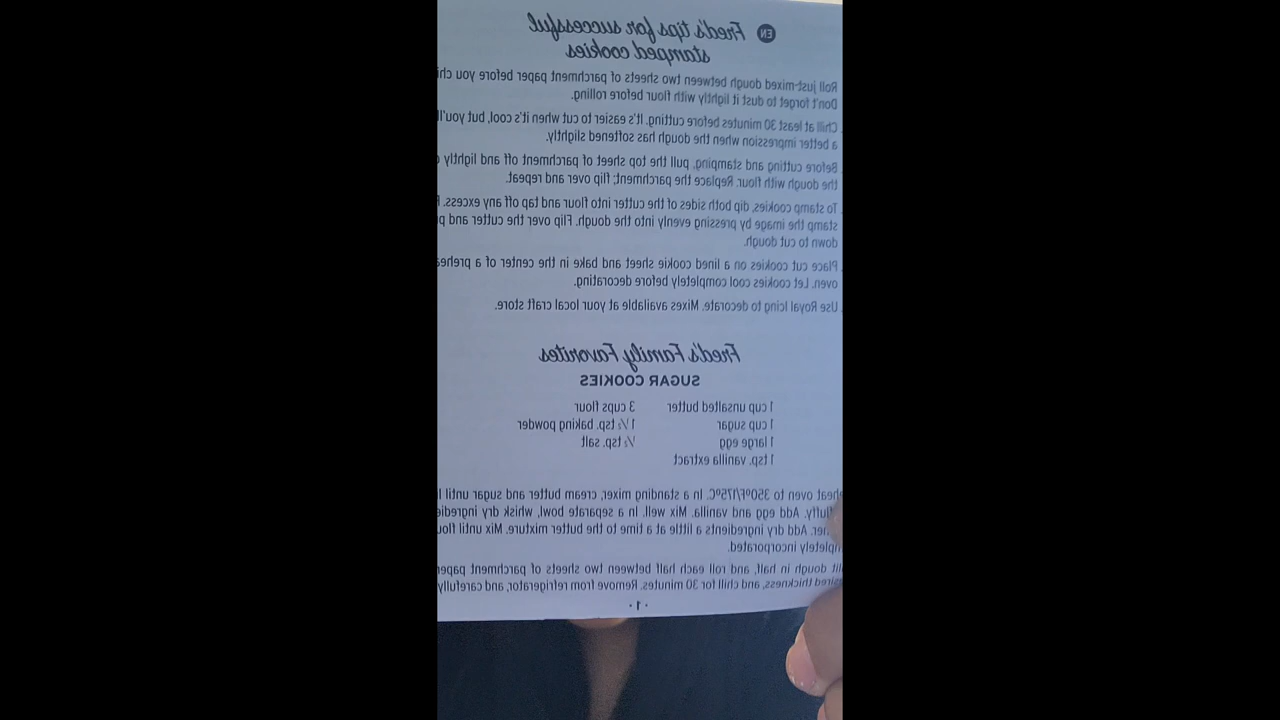 EN Fred's tips for successful
stamped cookies
Roll just-mixed dough between two sheets of parchment paper before you
Don't forget to dust it lightly with flour before rolling.
Chill at least 30 minutes before cutting. It's easier to cut when it's cool, but you'll
a better impression when the dough has softened slightly.
Before cutting and stamping, pull the top sheet of parchment off and lightly
the dough with flour. Replace the parchment; flip over and repeat.
To stamp cookies, dip both sides of the cutter into flour and tap off any excess.
stamp the image by pressing evenly into the dough. Flip over the cutter and
down to cut dough.
Place cut cookies on a lined cookie sheet and bake in the center of a
oven. Let cookies cool completely before decorating.
Use Royal Icing to decorate. Mixes available at your local craft store.
Fred's Family Favorites
SUGAR COOKIES
1 cup unsalted butter 3 cups flour
1 cup sugar 1 ½ tsp. baking powder
1 large egg ½ tsp. salt
1 tsp. vanilla extract
heat oven to 350ºF/175ºC. In a standing mixer, cream butter and sugar until
fluffy. Add egg and vanilla. Mix well. In a separate bowl, whisk dry
Add dry ingredients a little at a time to the butter mixture. Mix until
pletely incorporated.
dough in half, and roll each half between two sheets of parchment paper
thickness, and chill for 30 minutes. Remove from refrigerator, and carefully
· 1 ·